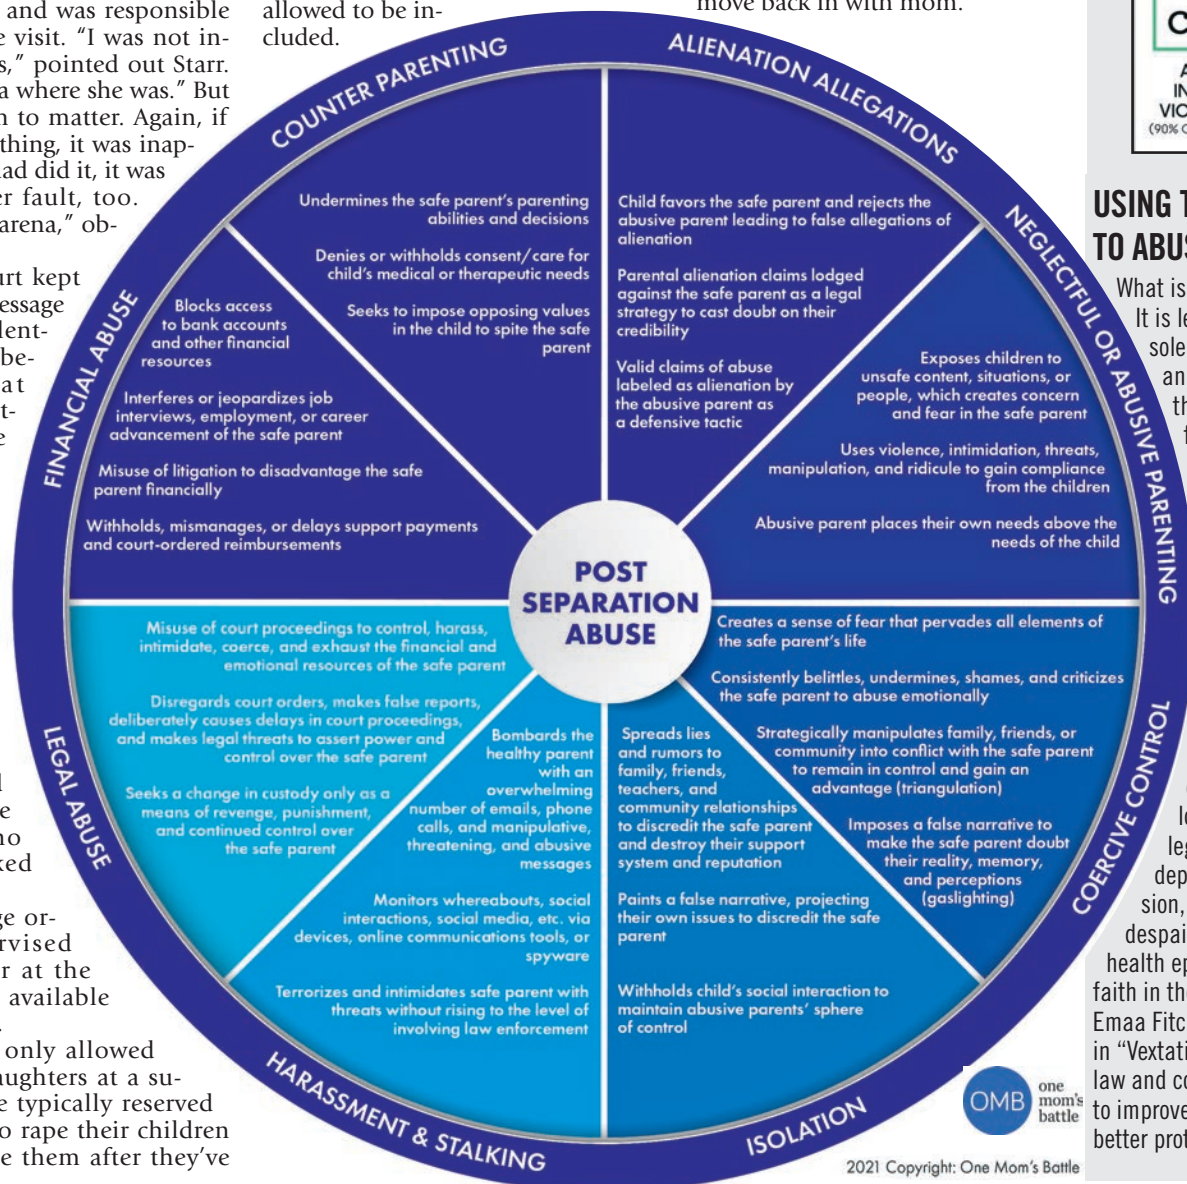 and was responsible
e visit. “I was not in-
s,” pointed out Starr.
a where she was.” But
n to matter. Again, if
thing, it was inap-
ad did it, it was
er fault, too.
arena,” ob-
urt kept
essage
lent-
be-
at
t-
e
d
e
no
ked
ge or-
rvised
r at the
available
.
only allowed
aughters at a su-
e typically reserved
o rape their children
e them after they’ve
allowed to be in-
cluded.
move back in with mom.
COUNTER PARENTING
Undermines the safe parent’s parenting
abilities and decisions
Denies or withholds consent/care for
child’s medical or therapeutic needs
Seeks to impose opposing values
in the child to spite the safe
parent
ALIENATION ALLEGATIONS
Child favors the safe parent and rejects the
abusive parent leading to false allegations of
alienation
Parental alienation claims lodged
against the safe parent as a legal
strategy to cast doubt on their
credibility
Valid claims of abuse
labeled as alienation by
the abusive parent as
a defensive tactic
NEGLECTFUL OR ABUSIVE PARENTING
Exposes children to
unsafe content, situations, or
people, which creates concern
and fear in the safe parent
Uses violence, intimidation, threats,
manipulation, and ridicule to gain compliance
from the children
Abusive parent places their own needs above the
needs of the child
COERCIVE CONTROL
Creates a sense of fear that pervades all elements of
the safe parent’s life
Consistently belittles, undermines, shames, and criticizes
the safe parent to abuse emotionally
Strategically manipulates family, friends, or
community into conflict with the safe parent
to remain in control and gain an
advantage (triangulation)
Imposes a false narrative to
make the safe parent doubt
their reality, memory,
and perceptions
(gaslighting)
ISOLATION
Spreads lies
and rumors to
family, friends,
teachers, and
community relationships
to discredit the safe parent
and destroy their support
system and reputation
Paints a false narrative, projecting
their own issues to discredit the safe
parent
Withholds child’s social interaction to
maintain abusive parents’ sphere
of control
HARASSMENT & STALKING
Bombards the
healthy parent
with an
overwhelming
number of emails, phone
calls, and manipulative,
threatening, and abusive
messages
Monitors whereabouts, social
interactions, social media, etc. via
devices, online communications tools, or
spyware
Terrorizes and intimidates safe parent with
threats without rising to the level of
involving law enforcement
LEGAL ABUSE
Misuse of court proceedings to control, harass,
intimidate, coerce, and exhaust the financial and
emotional resources of the safe parent
Disregards court orders, makes false reports,
deliberately causes delays in court proceedings,
and makes legal threats to assert power and
control over the safe parent
Seeks a change in custody only as a
means of revenge, punishment,
and continued control over
the safe parent
FINANCIAL ABUSE
Blocks access
to bank accounts
and other financial
resources
Interferes or jeopardizes job
interviews, employment, or career
advancement of the safe parent
Misuse of litigation to disadvantage the safe
parent financially
Withholds, mismanages, or delays support payments
and court-ordered reimbursements
POST
SEPARATION
ABUSE
OMB
one
mom’s
battle
2021 Copyright: One Mom’s Battle
C
A
IN
VIO
(90% C
USING T
TO ABUS
What is
It is le
sole
an
th
f
lo
leg
dep
sion,
despai
health ep
faith in the
Emaa Fitc
in “Vextati
law and co
to improve
better prot